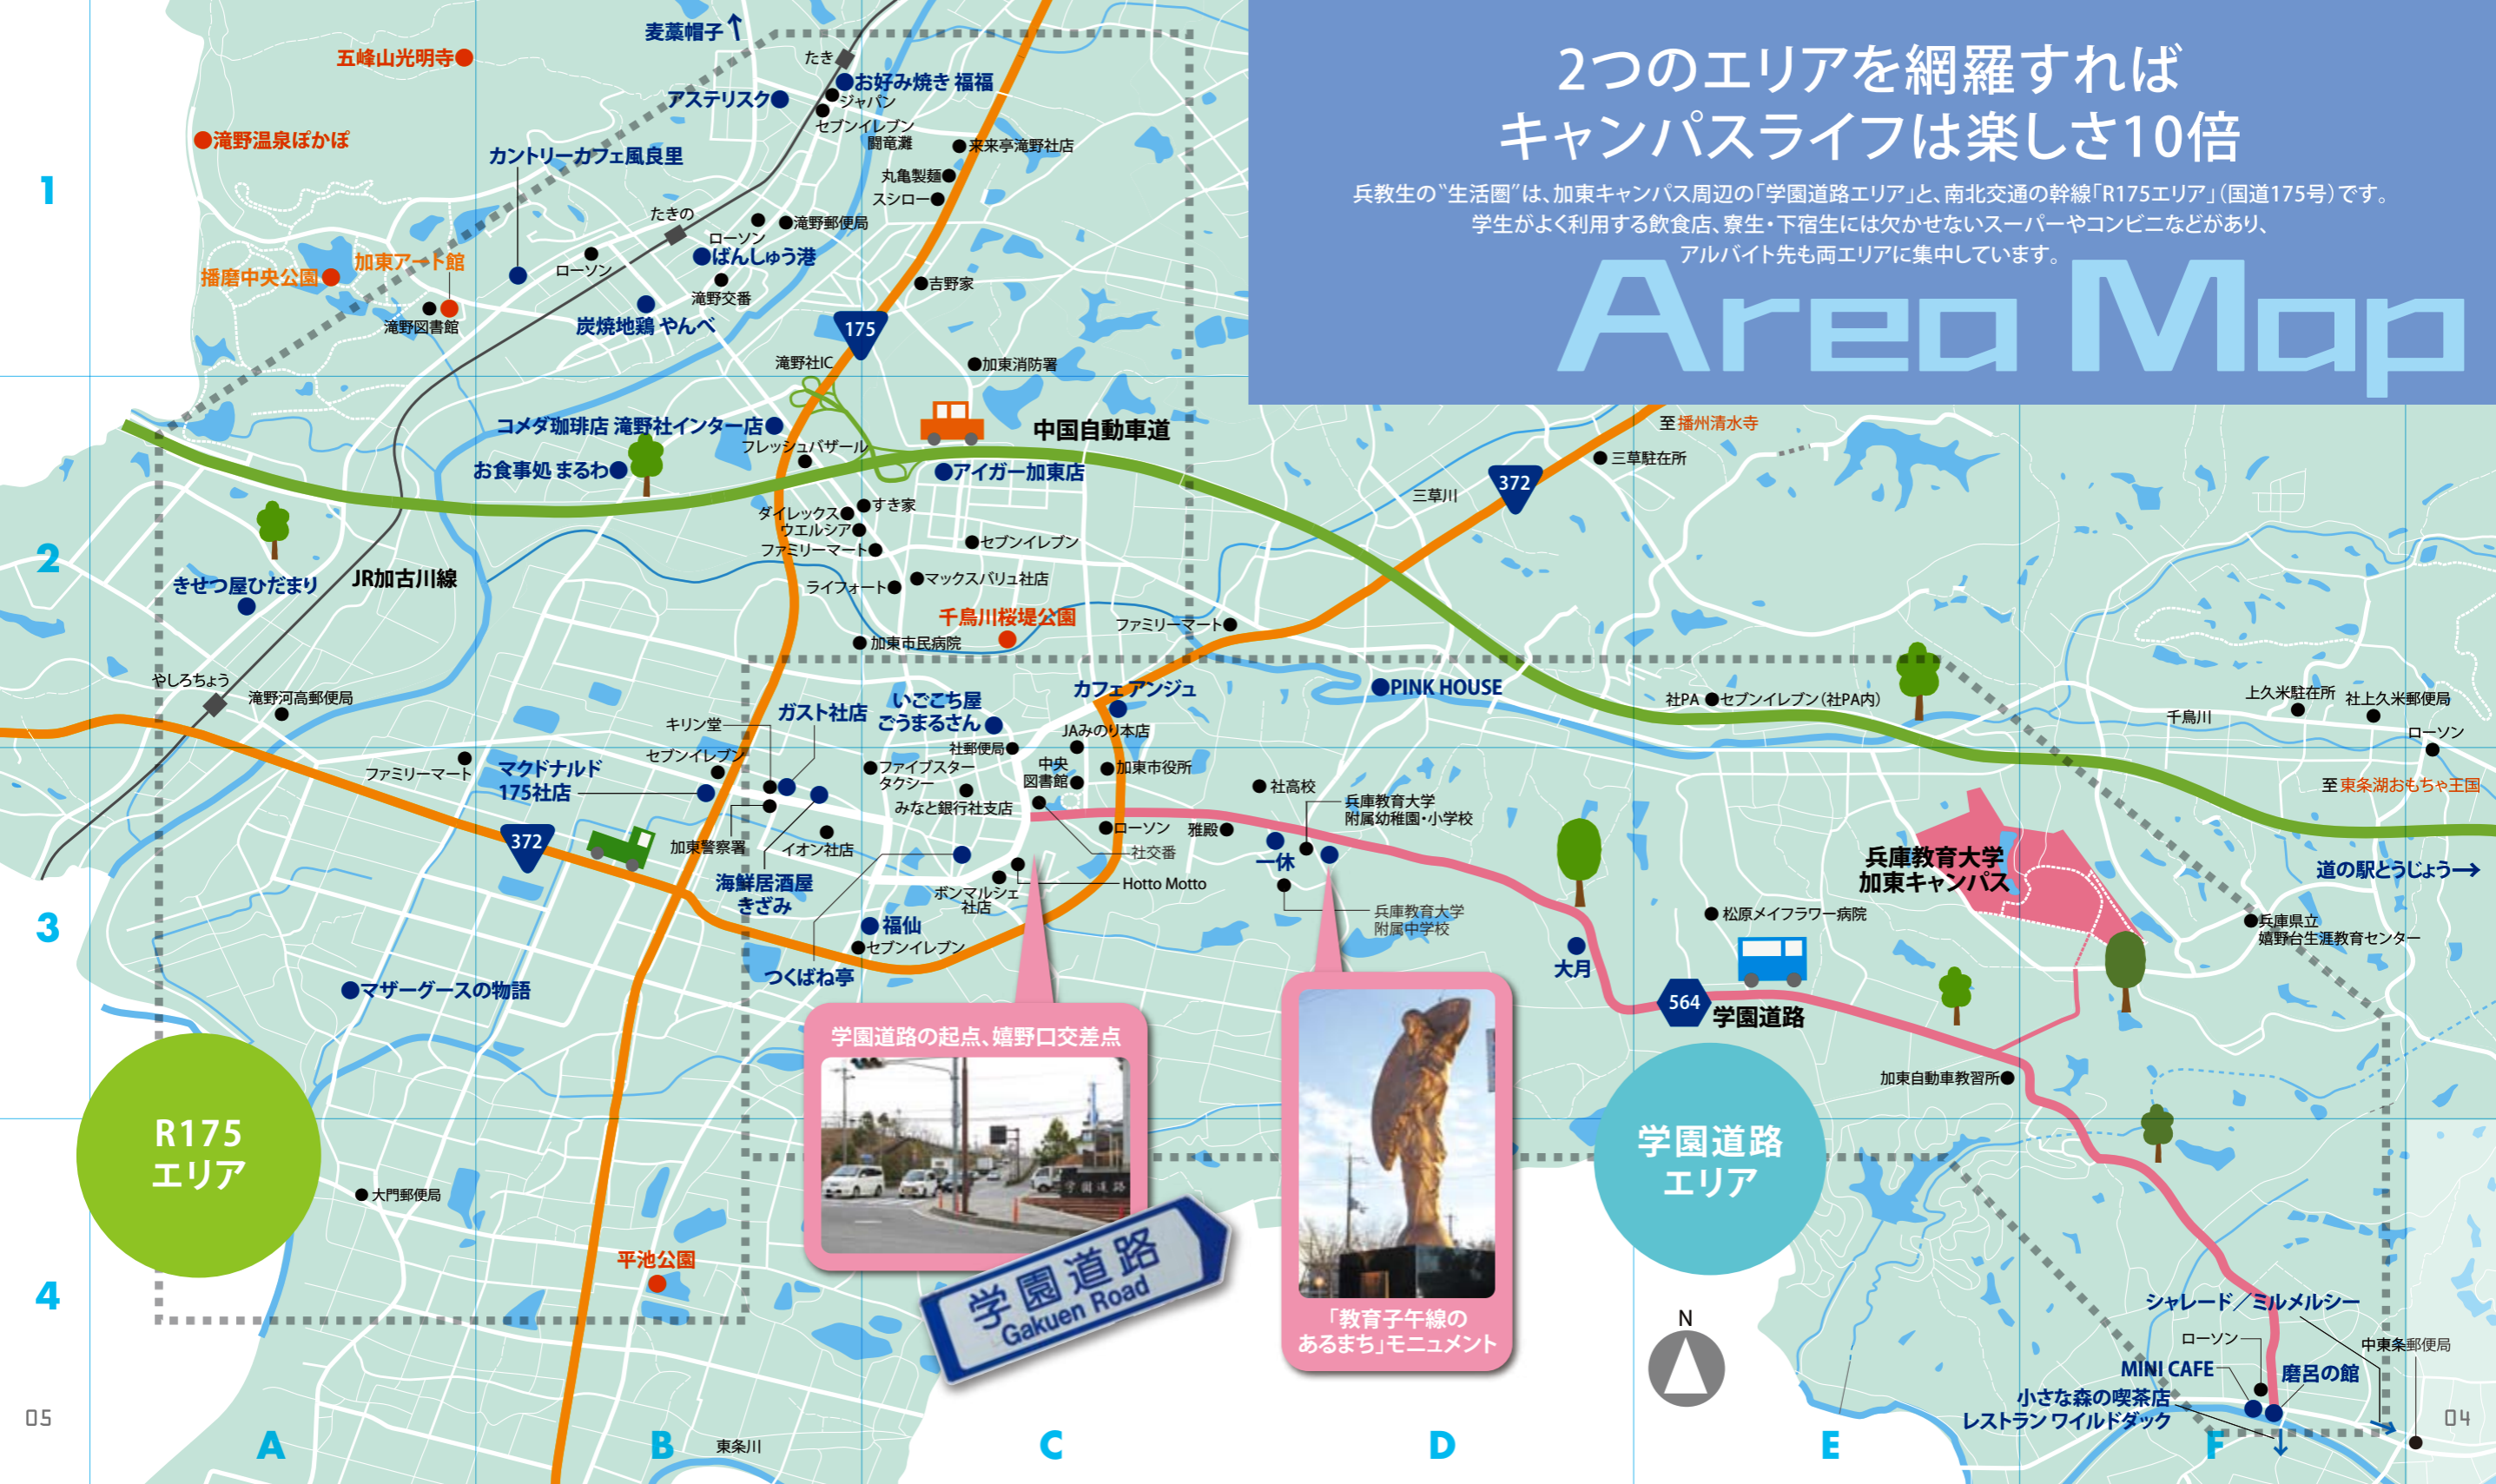 2つのエリアを網羅すれば
キャンパスライフは楽しさ10倍
兵教生の“生活圏”は、加東キャンパス周辺の「学園道路エリア」と、南北交通の幹線「R175エリア」（国道175号）です。
学生がよく利用する飲食店、寮生・下宿生には欠かせないスーパーやコンビニなどがあり、
アルバイト先も両エリアに集中しています。
Area Map
麦藁帽子↑
五峰山光明寺
たき
お好み焼き 福福
アステリスク
ジャパン
セブンイレブン
闘竜灘
滝野温泉ぽかぽ
来来亭滝野社店
カントリーカフェ風良里
丸亀製麺
スシロー
1
たきの
滝野郵便局
ローソン
ばんしゅう港
加東アート館
ローソン
播磨中央公園
吉野家
滝野交番
滝野図書館
炭焼地鶏 やんべ
175
滝野社IC
加東消防署
コメダ珈琲店 滝野社インター店
中国自動車道
至 播州清水寺
フレッシュバザール
三草駐在所
お食事処 まるわ
アイガー加東店
372
三草川
すき家
ダイレックス
ウエルシア
ファミリーマート
セブンイレブン
2
JR加古川線
きせつ屋ひだまり
マックスバリュ社店
ライフォート
千鳥川桜堤公園
ファミリーマート
加東市民病院
やしろちょう
滝野河高郵便局
カフェ アンジュ
PINK HOUSE
いごこち屋
ごうまるさん
ガスト社店
キリン堂
社PA
セブンイレブン（社PA内）
上久米駐在所
社上久米郵便局
千鳥川
ローソン
JAみのり本店
社郵便局
セブンイレブン
ファミリーマート
マクドナルド
175社店
ファイブスター
タクシー
中央
図書館
加東市役所
みなと銀行社支店
社高校
兵庫教育大学
附属幼稚園・小学校
至 東条湖おもちゃ王国
ローソン
雅殿
社交番
372
加東警察署
イオン社店
一休
兵庫教育大学
加東キャンパス
道の駅とうじょう→
海鮮居酒屋
きざみ
ボンマルシェ
社店
Hotto Motto
兵庫教育大学
附属中学校
3
福仙
セブンイレブン
松原メイフラワー病院
兵庫県立
嬉野台生涯教育センター
つくばね亭
大月
マザーグースの物語
564
学園道路
学園道路の起点、嬉野口交差点
学園道路
加東自動車教習所
R175
エリア
学園道路
エリア
大門郵便局
平池公園
学園道路
Gakuen Road
「教育子午線の
あるまち」モニュメント
4
N
シャレード／ミルメルシー
ローソン
中東条郵便局
MINI CAFE
磨呂の館
小さな森の喫茶店
レストラン ワイルドダック
05
04
東条川
A
B
C
D
E
F